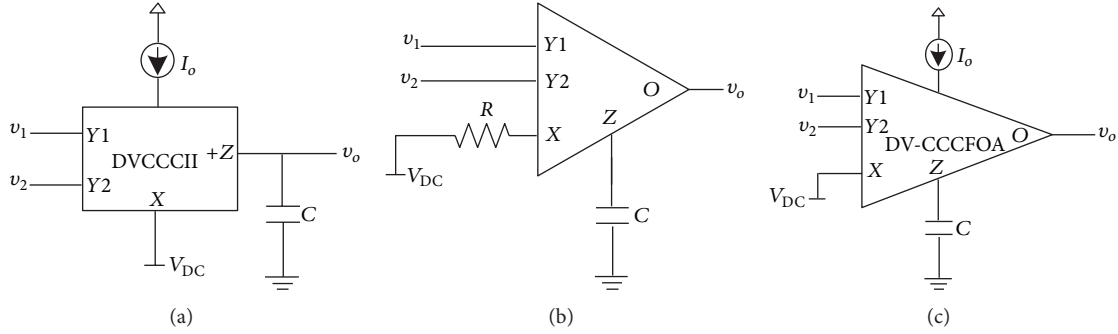 I_o
v_1
v_2
Y1
Y2
DVCCCII
+Z
X
v_o
C
V_DC
(a)
v_1
v_2
Y1
Y2
O
v_o
R
X
Z
V_DC
C
(b)
I_o
v_1
v_2
Y1
Y2
DV-CCCFOA
O
v_o
X
Z
V_DC
C
(c)